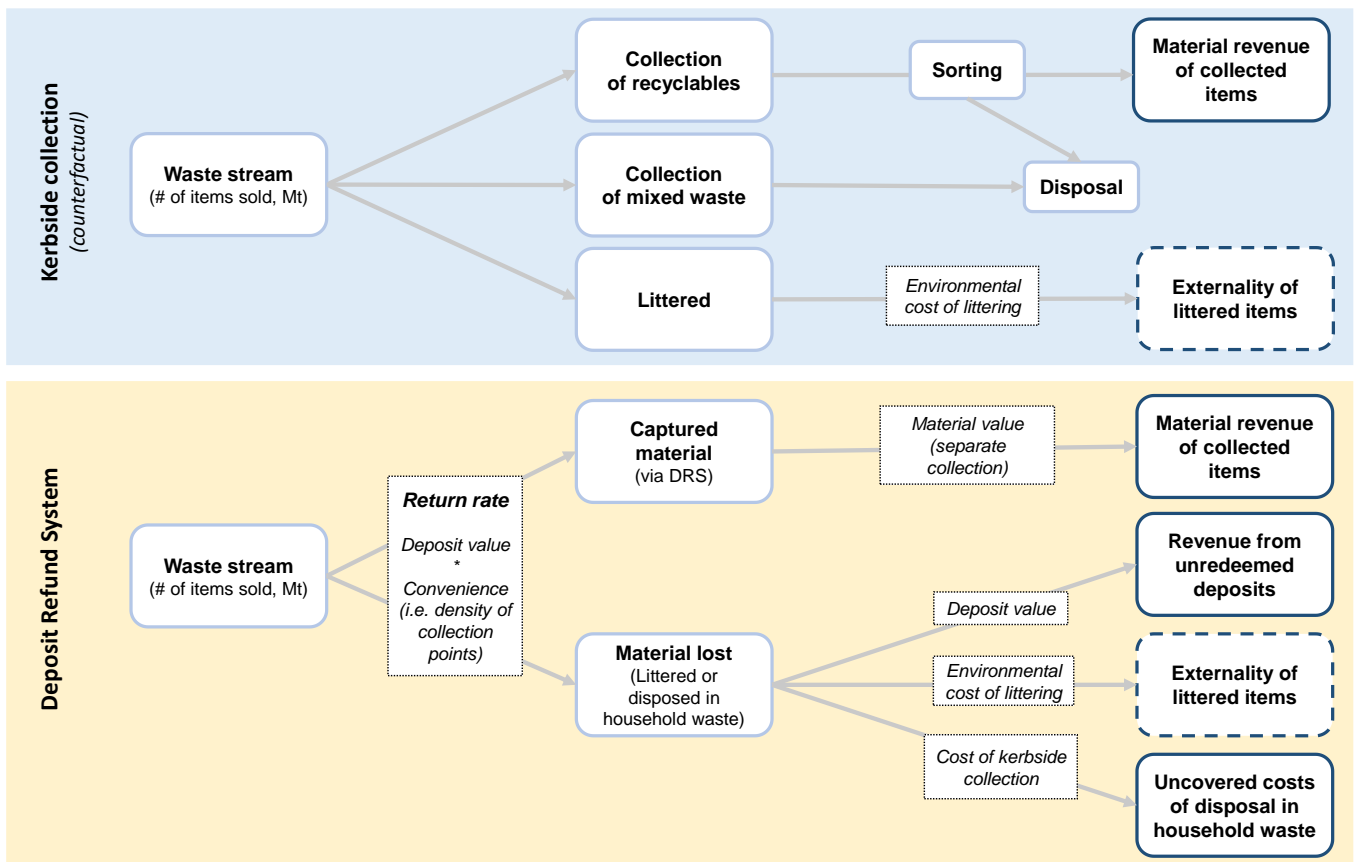 Kerbside collection
(counterfactual)
Waste stream
(# of items sold, Mt)
Collection
of recyclables
Sorting
Material revenue
of collected
items
Collection
of mixed waste
Disposal
Littered
Environmental
cost of littering
Externality of
littered items
Deposit Refund System
Waste stream
(# of items sold, Mt)
Return rate
Deposit value
*
Convenience
(i.e. density of
collection
points)
Captured
material
(via DRS)
Material value
(separate
collection)
Material revenue
of collected
items
Material lost
(Littered or
disposed in
household waste)
Deposit value
Revenue from
unredeemed
deposits
Environmental
cost of littering
Externality of
littered items
Cost of kerbside
collection
Uncovered costs
of disposal in
household waste